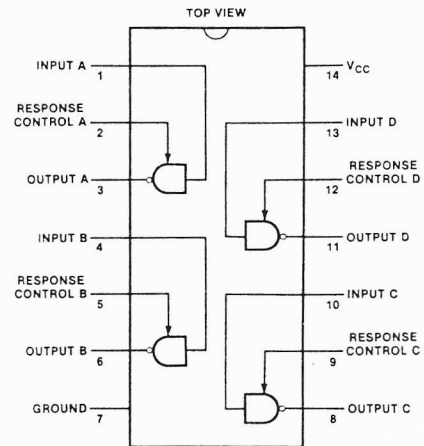 TOP VIEW
INPUT A
1
RESPONSE
CONTROL A
2
OUTPUT A
3
INPUT B
4
RESPONSE
CONTROL B
5
OUTPUT B
6
GROUND
7
VCC
14
INPUT D
13
RESPONSE
CONTROL D
12
OUTPUT D
11
INPUT C
10
RESPONSE
CONTROL C
9
OUTPUT C
8